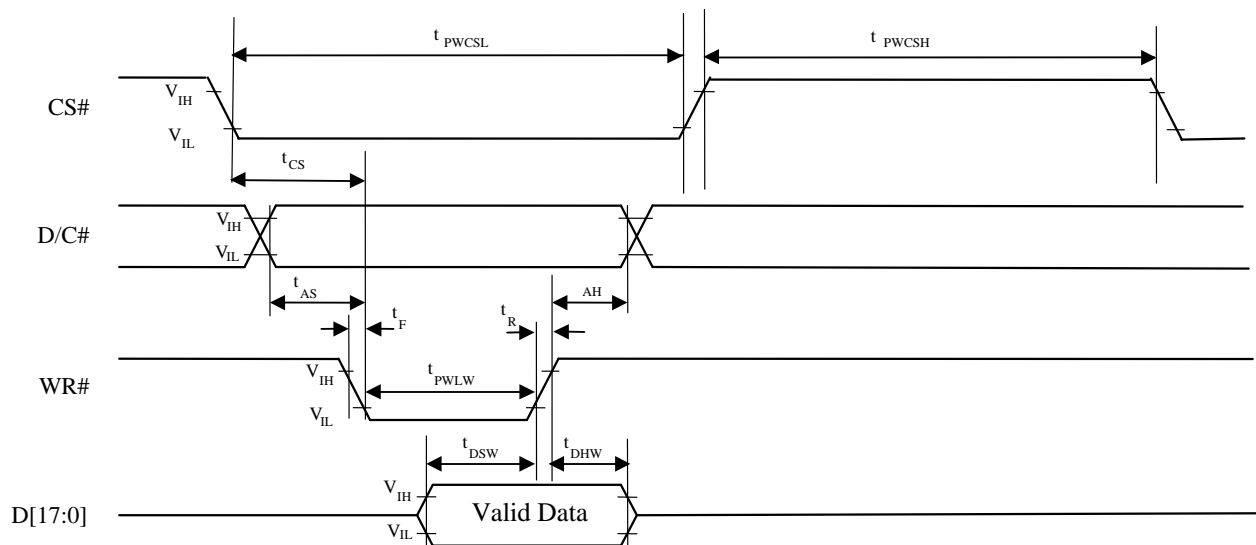 t PWCSL
t PWCSH
CS#
VIH
VIL
tCS
D/C#
VIH
VIL
tAS
tF
tR
AH
WR#
VIH
VIL
tPWLW
tDSW
tDHW
D[17:0]
VIH
VIL
Valid Data